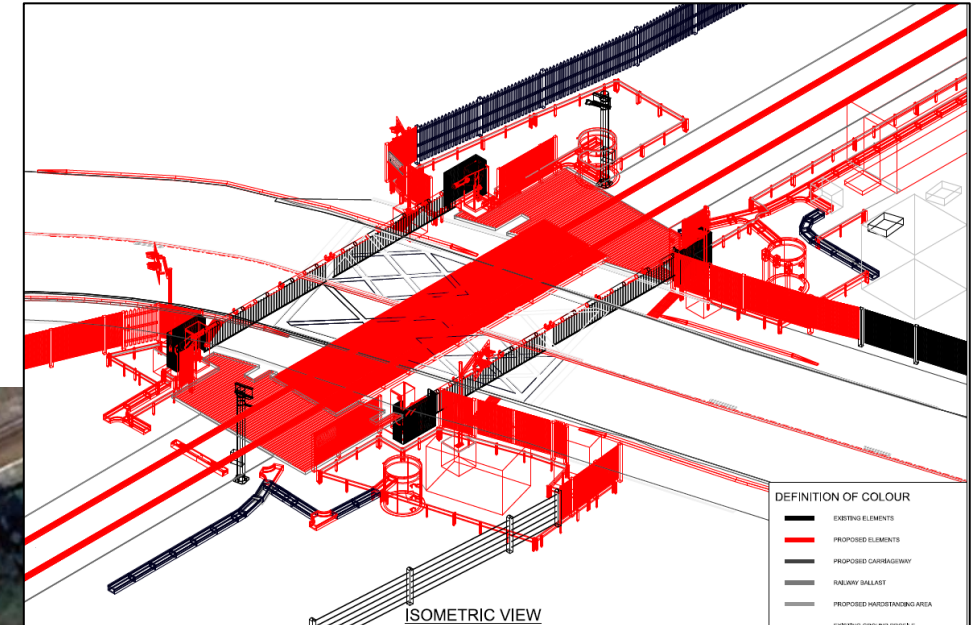 ISOMETRIC VIEW
DEFINITION OF COLOUR
EXISTING ELEMENTS
PROPOSED ELEMENTS
PROPOSED CARRIAGEWAY
RAILWAY BALLAST
PROPOSED HARDSTANDING AREA